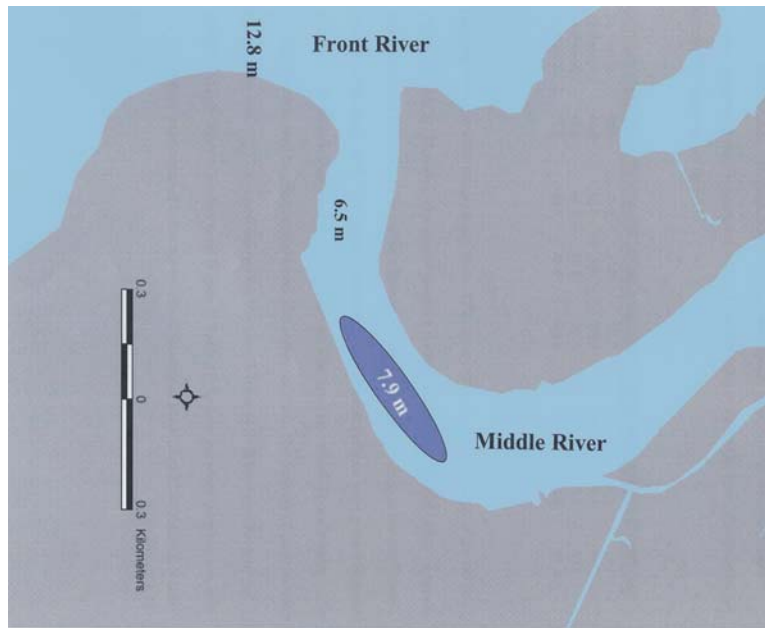 Front River
12.8 m
6.5 m
7.9 m
Middle River
0.3
0
0.3 Kilometers